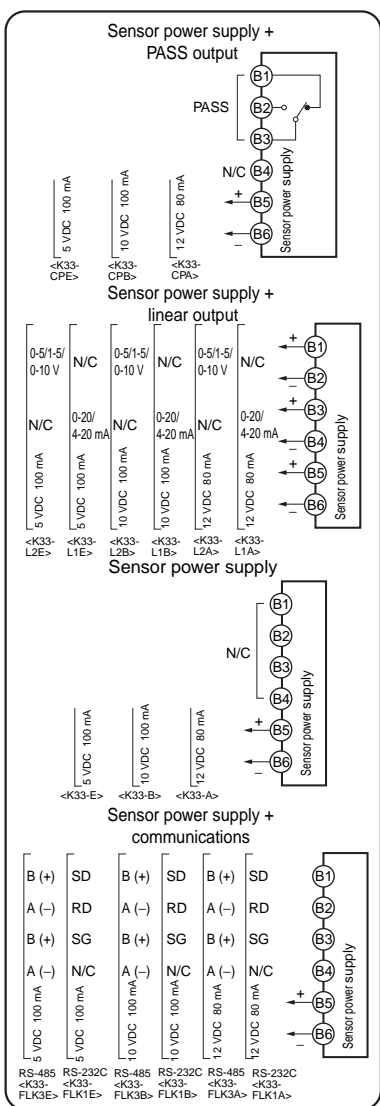 Sensor power supply +
PASS output
B1
PASS
B2
B3
N/C
B4
+
B5
−
B6
Sensor power supply
5 VDC 100 mA
10 VDC 100 mA
12 VDC 80 mA
<K33-
CPE>
<K33-
CPB>
<K33-
CPA>
Sensor power supply +
linear output
0-5/1-5/
0-10 V
N/C
0-5/1-5/
0-10 V
N/C
0-5/1-5/
0-10 V
N/C
N/C
0-20/
4-20 mA
N/C
0-20/
4-20 mA
N/C
0-20/
4-20 mA
5 VDC 100 mA
5 VDC 100 mA
10 VDC 100 mA
10 VDC 100 mA
12 VDC 80 mA
12 VDC 80 mA
+
B1
−
B2
+
B3
−
B4
+
B5
−
B6
Sensor power supply
<K33-
L2E>
<K33-
L1E>
<K33-
L2B>
<K33-
L1B>
<K33-
L2A>
<K33-
L1A>
Sensor power supply
N/C
B1
B2
B3
B4
+
B5
−
B6
Sensor power supply
5 VDC 100 mA
10 VDC 100 mA
12 VDC 80 mA
<K33-E>
<K33-B>
<K33-A>
Sensor power supply +
communications
B (+) SD B (+) SD B (+) SD
A (−) RD A (−) RD A (−) RD
B (+) SG B (+) SG B (+) SG
A (−) N/C A (−) N/C A (−) N/C
5 VDC 100 mA
5 VDC 100 mA
10 VDC 100 mA
10 VDC 100 mA
12 VDC 80 mA
12 VDC 80 mA
B1
B2
B3
B4
+
B5
−
B6
Sensor power supply
RS-485
<K33-
FLK3E>
RS-232C
<K33-
FLK1E>
RS-485
<K33-
FLK3B>
RS-232C
<K33-
FLK1B>
RS-485
<K33-
FLK3A>
RS-232C
<K33-
FLK1A>